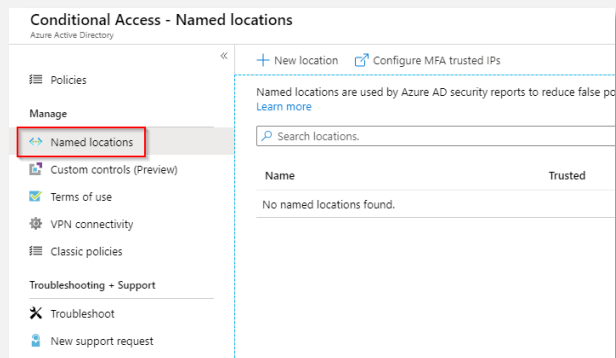 Conditional Access - Named locations
Azure Active Directory
«
Policies
Manage
Named locations
Custom controls (Preview)
Terms of use
VPN connectivity
Classic policies
Troubleshooting + Support
Troubleshoot
New support request
+ New location Configure MFA trusted IPs
Named locations are used by Azure AD security reports to reduce false po
Learn more
Search locations.
Name Trusted
No named locations found.